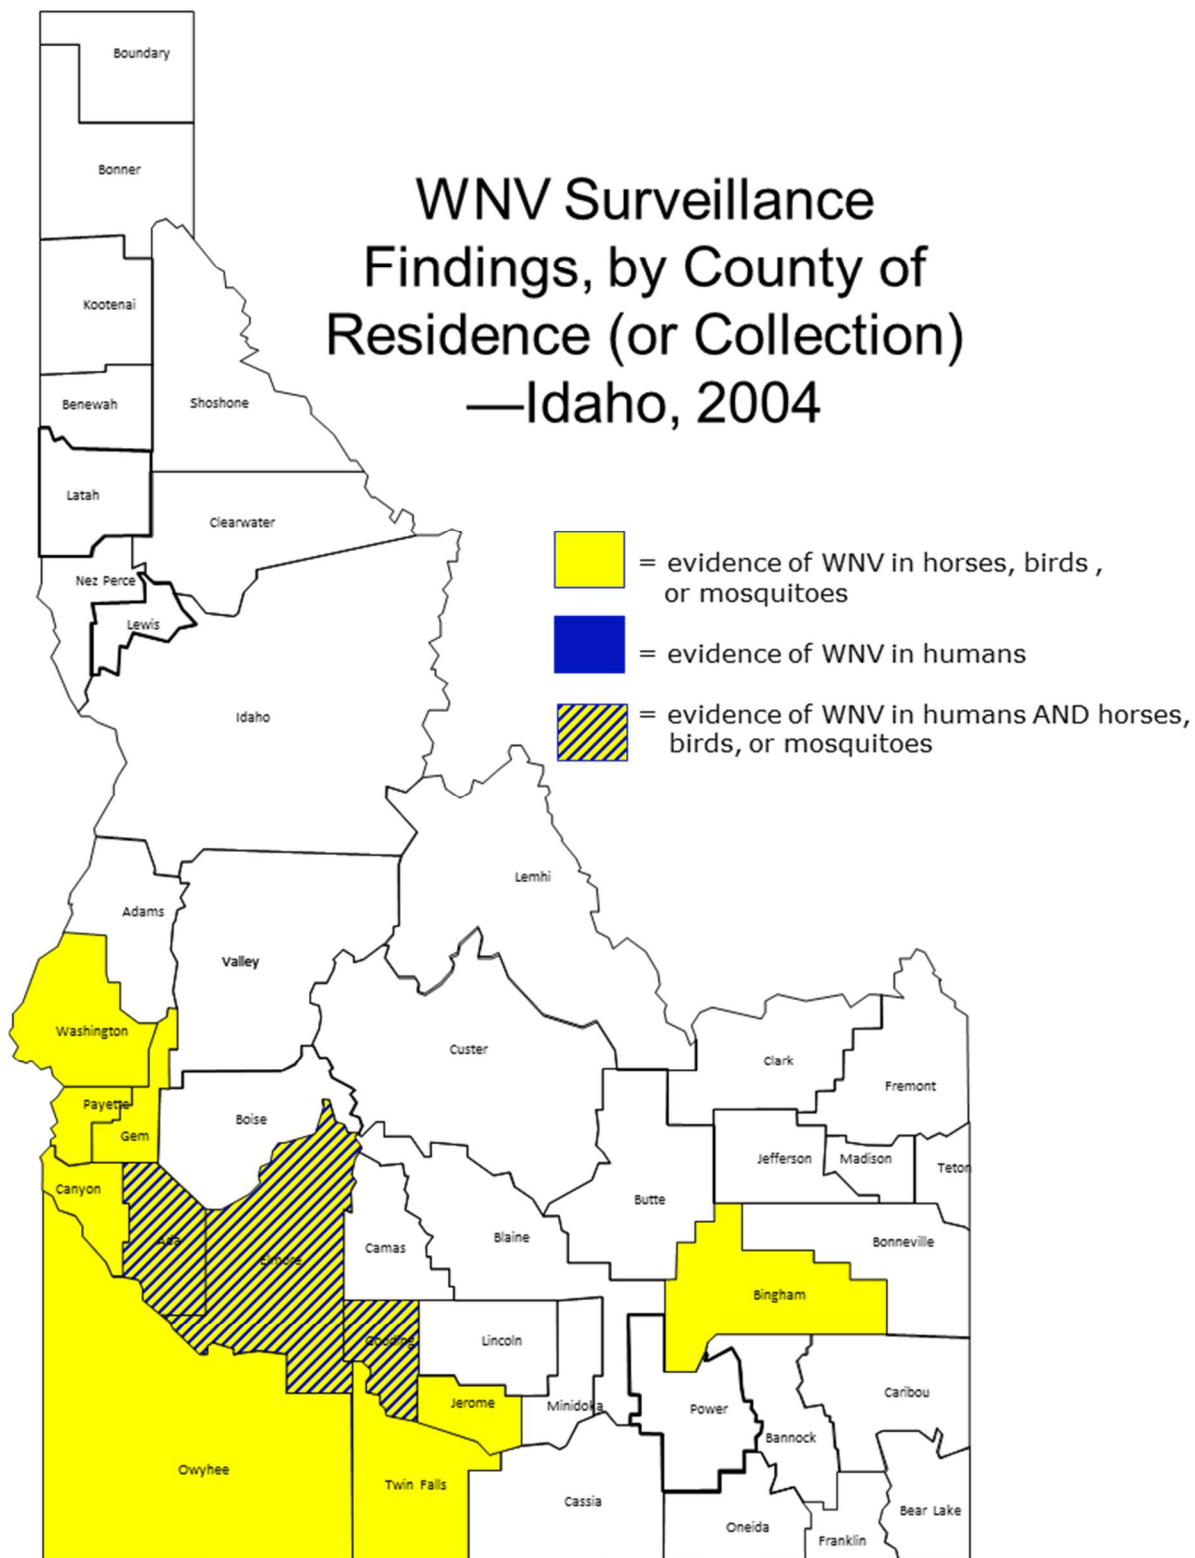 Boundary
Bonner
WNV Surveillance
Findings, by County of
Residence (or Collection)
—Idaho, 2004
Kootenai
Benewah
Shoshone
Latah
Clearwater
Nez Perce
Lewis
Idaho
= evidence of WNV in horses, birds ,
or mosquitoes
= evidence of WNV in humans
= evidence of WNV in humans AND horses,
birds, or mosquitoes
Lemhi
Adams
Valley
Washington
Custer
Clark
Fremont
Payette
Boise
Gem
Jefferson
Madison
Teton
Canyon
Butte
Ada
Elmore
Camas
Blaine
Bonneville
Bingham
Gooding
Lincoln
Jerome
Minidoka
Power
Caribou
Bannock
Owyhee
Twin Falls
Cassia
Oneida
Franklin
Bear Lake